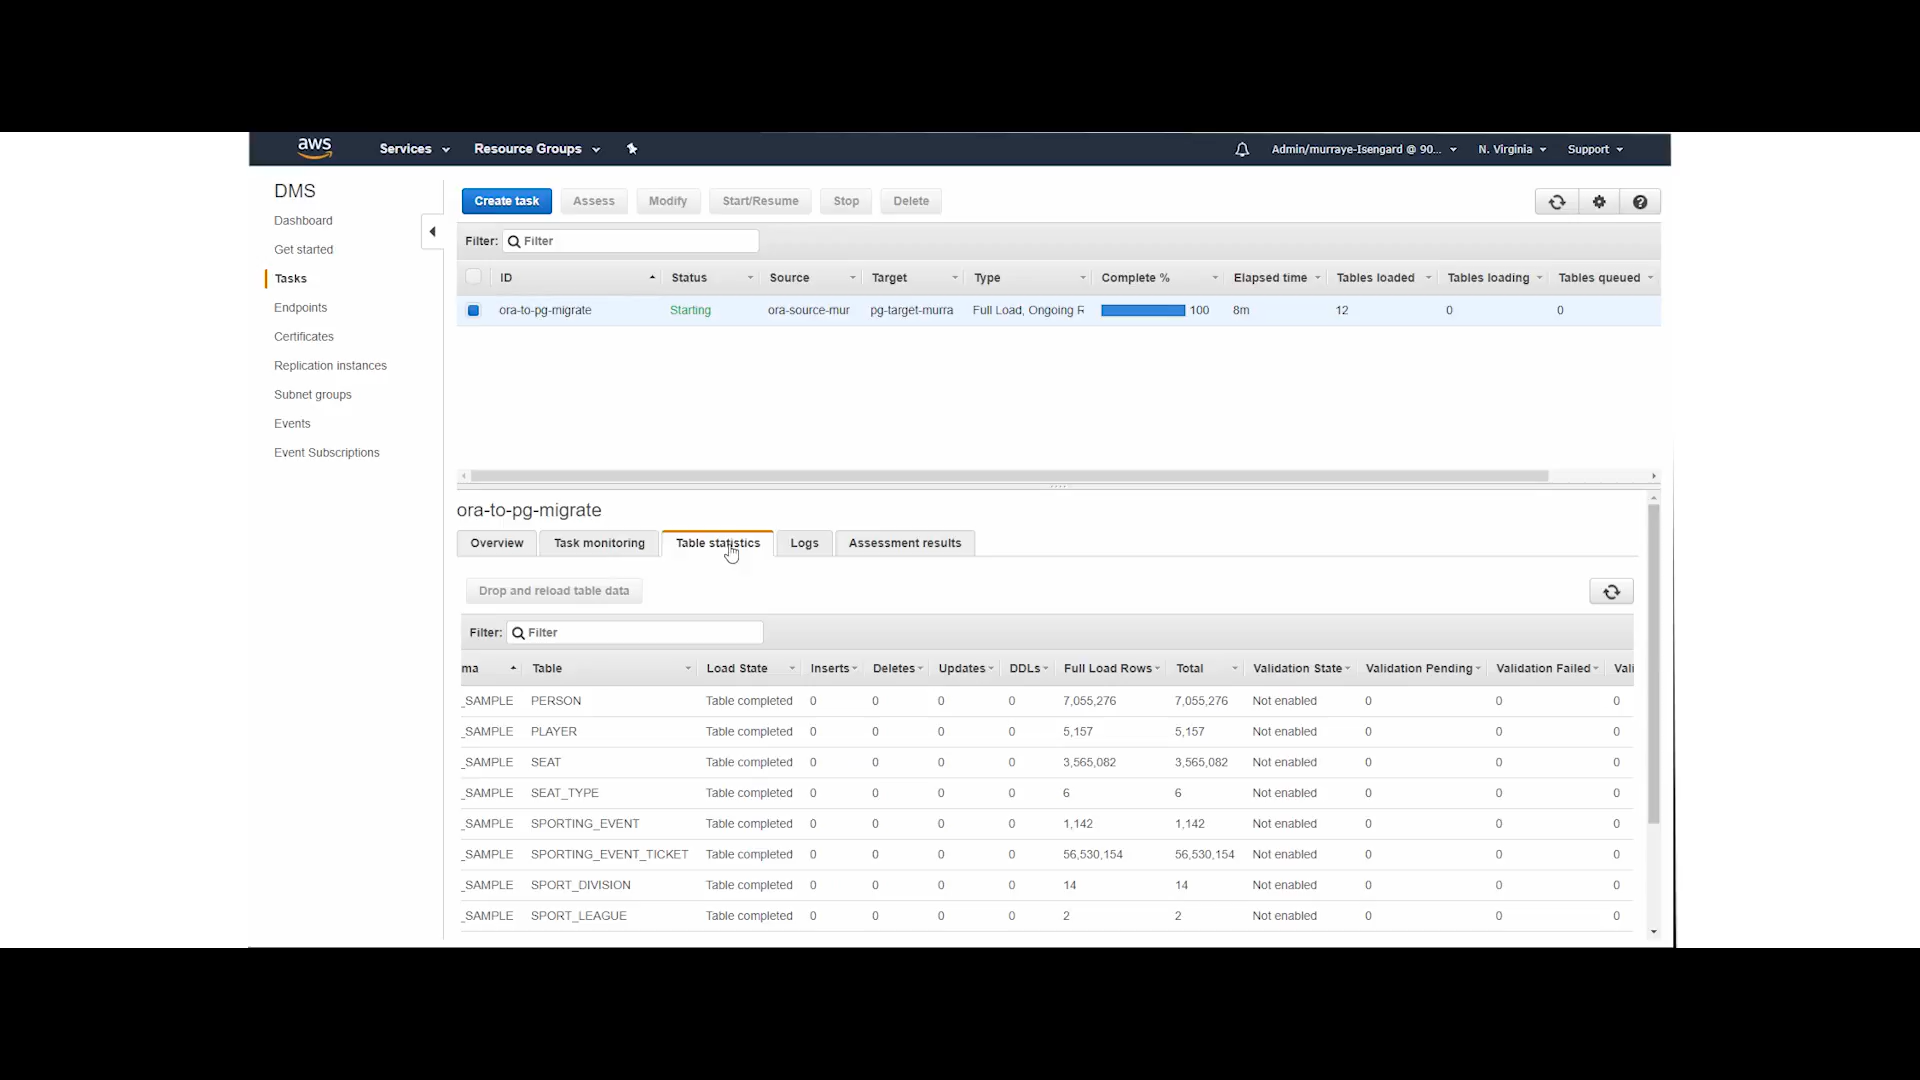 aws Services Resource Groups Admin/murraye-Isengard @ 90... N. Virginia Support
DMS
Dashboard
Get started
Tasks
Endpoints
Certificates
Replication instances
Subnet groups
Events
Event Subscriptions
Create task Assess Modify Start/Resume Stop Delete
Filter: Filter
ID Status Source Target Type Complete % Elapsed time Tables loaded Tables loading Tables queued
ora-to-pg-migrate Starting ora-source-mur pg-target-murra Full Load, Ongoing R 100 8m 12 0 0
ora-to-pg-migrate
Overview Task monitoring Table statistics Logs Assessment results
Drop and reload table data
Filter: Filter
ma Table Load State Inserts Deletes Updates DDLs Full Load Rows Total Validation State Validation Pending Validation Failed Vali
_SAMPLE PERSON Table completed 0 0 0 0 7,055,276 7,055,276 Not enabled 0 0 0
_SAMPLE PLAYER Table completed 0 0 0 0 5,157 5,157 Not enabled 0 0 0
_SAMPLE SEAT Table completed 0 0 0 0 3,565,082 3,565,082 Not enabled 0 0 0
_SAMPLE SEAT_TYPE Table completed 0 0 0 0 6 6 Not enabled 0 0 0
_SAMPLE SPORTING_EVENT Table completed 0 0 0 0 1,142 1,142 Not enabled 0 0 0
_SAMPLE SPORTING_EVENT_TICKET Table completed 0 0 0 0 56,530,154 56,530,154 Not enabled 0 0 0
_SAMPLE SPORT_DIVISION Table completed 0 0 0 0 14 14 Not enabled 0 0 0
_SAMPLE SPORT_LEAGUE Table completed 0 0 0 0 2 2 Not enabled 0 0 0